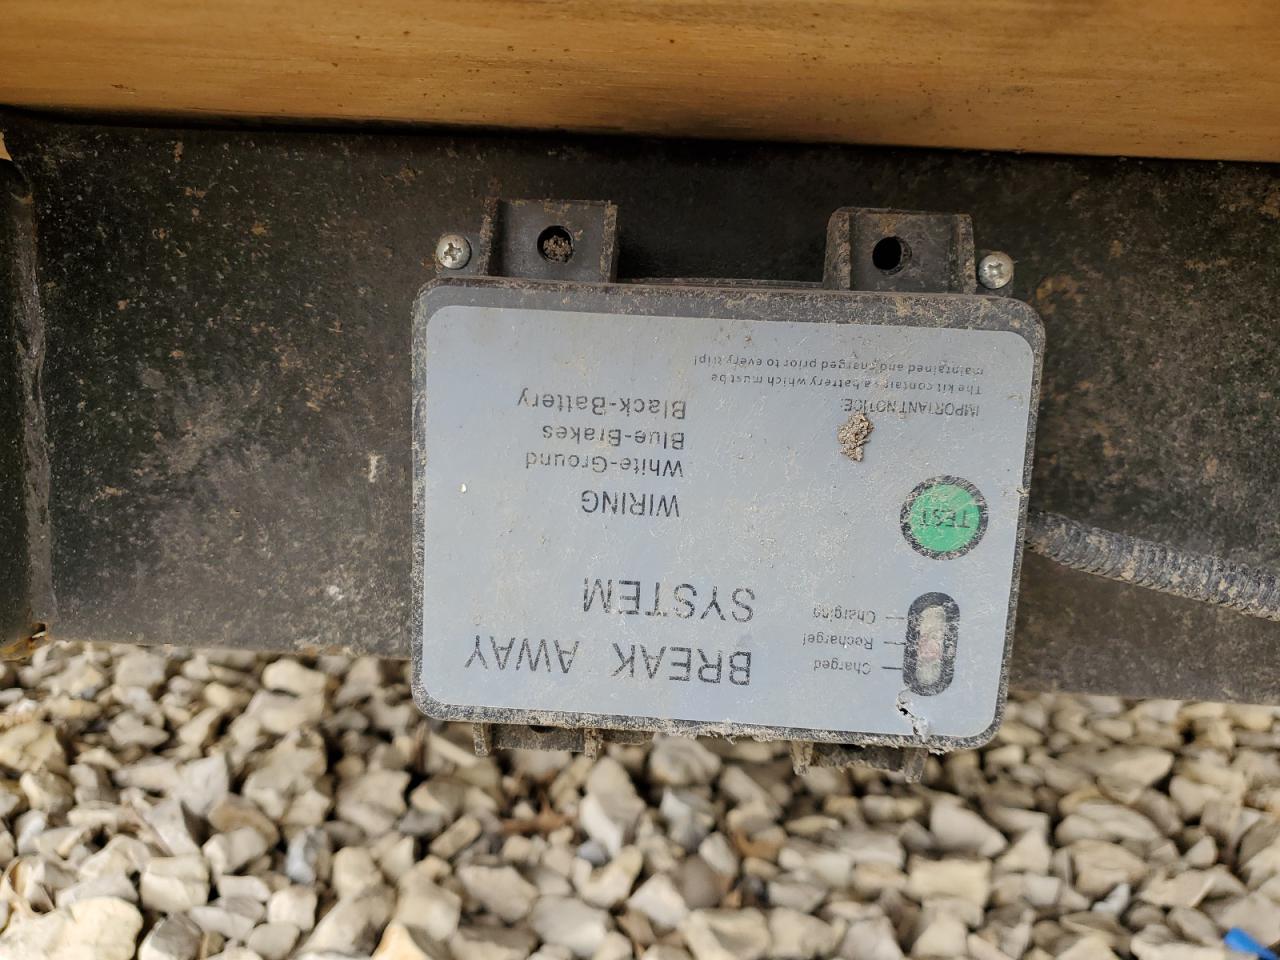 BREAK AWAY
SYSTEM
Charged
Recharge!
Charging
TEST
WIRING
White-Ground
Blue-Brakes
Black-Battery
IMPORTANT NOTICE:
The kit contains a battery which must be
maintained and charged prior to every trip!